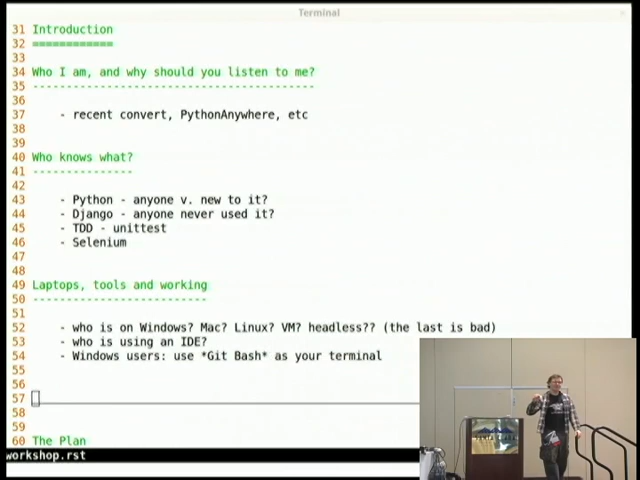 Terminal
31 Introduction
32 ============
33
34 Who I am, and why should you listen to me?
35 ------------------------------------------
36
37     - recent convert, PythonAnywhere, etc
38
39
40 Who knows what?
41 ---------------
42
43     - Python - anyone v. new to it?
44     - Django - anyone never used it?
45     - TDD - unittest
46     - Selenium
47
48
49 Laptops, tools and working
50 --------------------------
51
52     - who is on Windows? Mac? Linux? VM? headless?? (the last is bad)
53     - who is using an IDE?
54     - Windows users: use *Git Bash* as your terminal
55
56
57
58
59
60 The Plan
workshop.rst